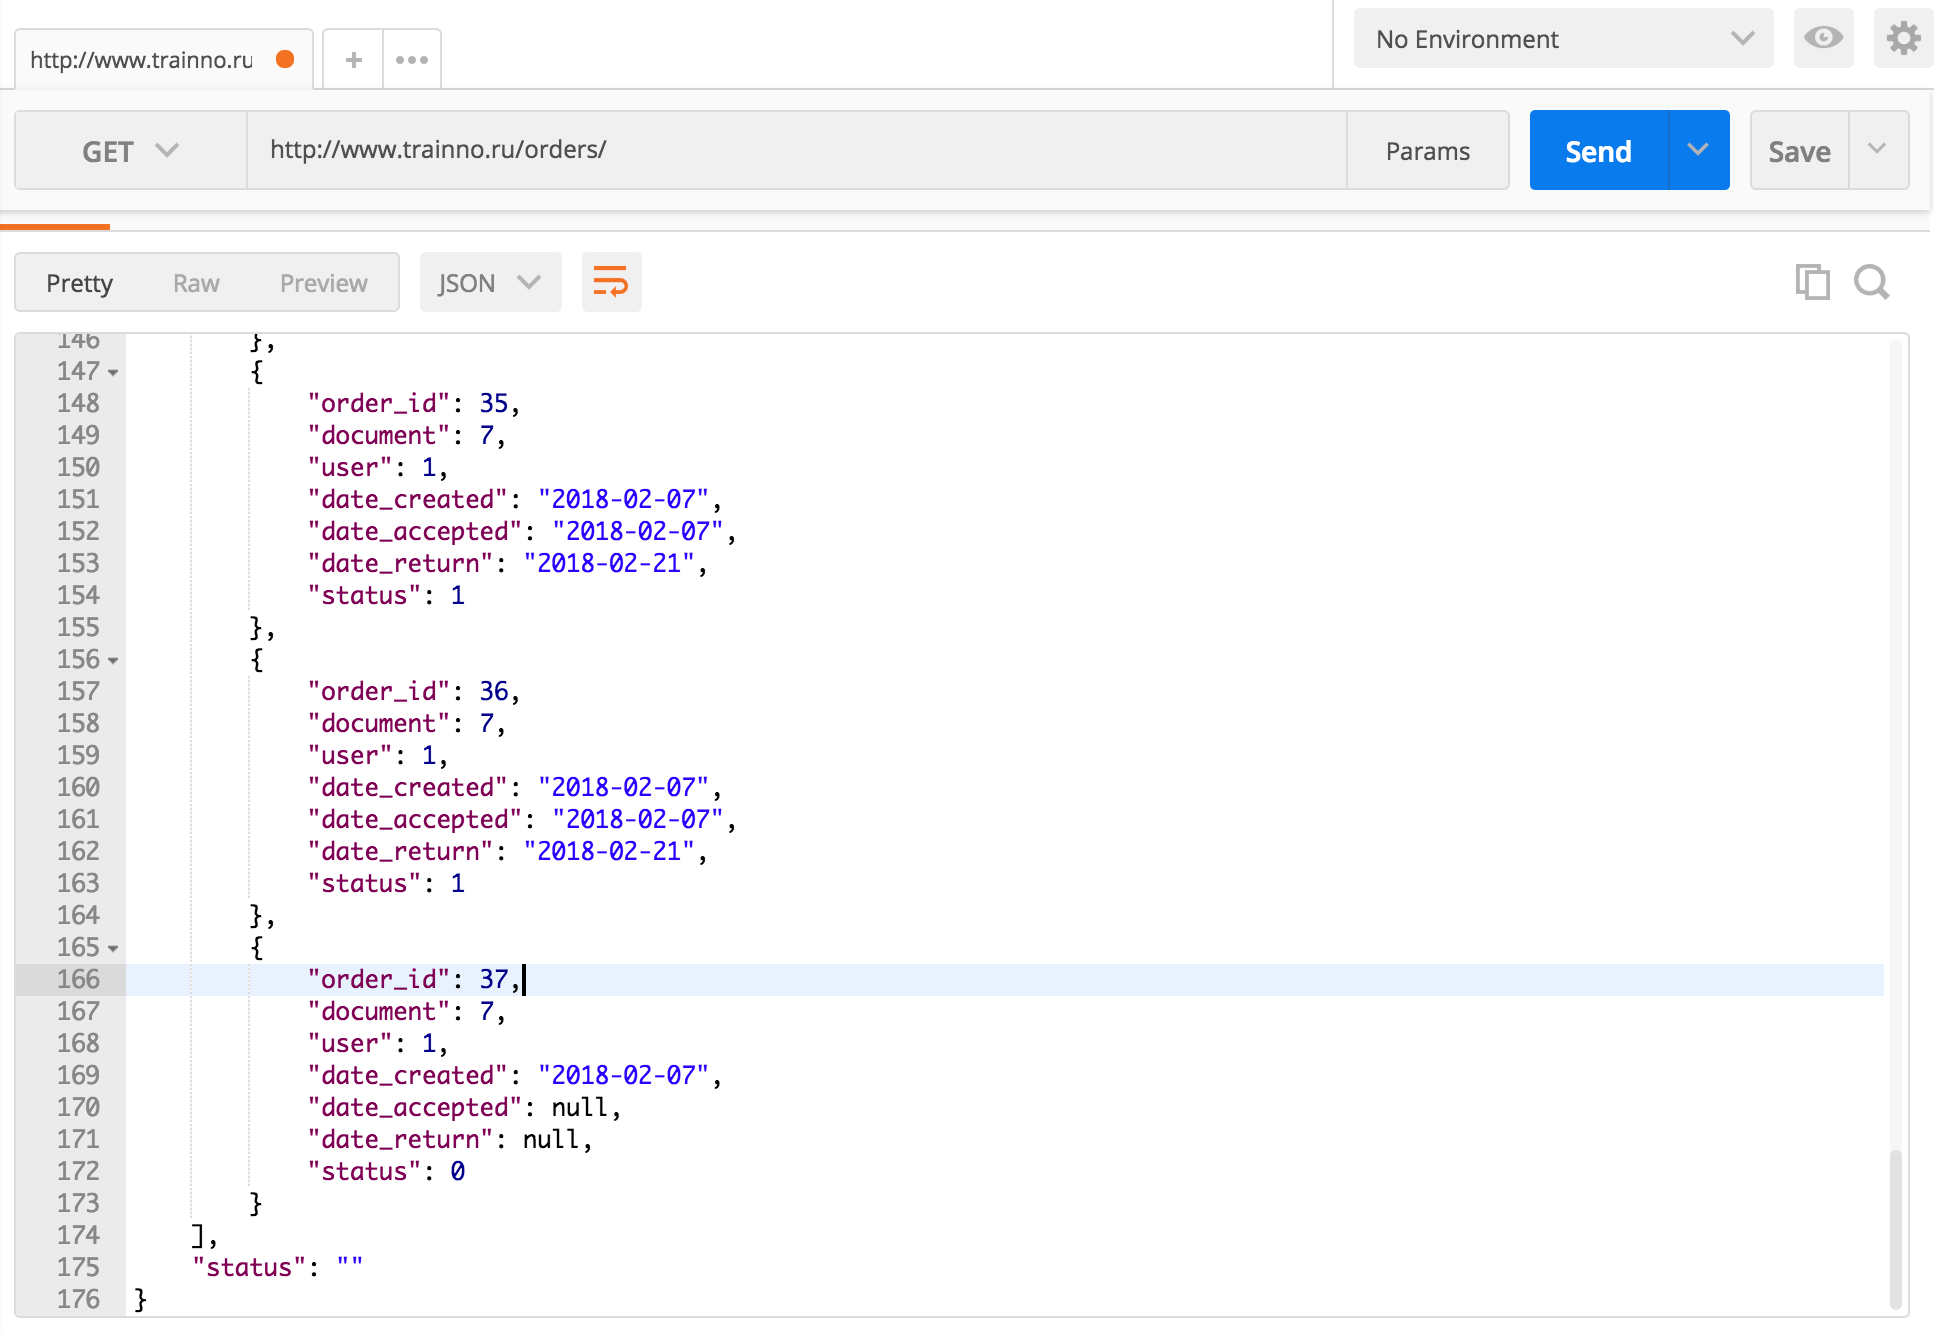 http://www.trainno.ru
No Environment
GET http://www.trainno.ru/orders/ Params Send Save
Pretty Raw Preview JSON
146 },
147 {
148 "order_id": 35,
149 "document": 7,
150 "user": 1,
151 "date_created": "2018-02-07",
152 "date_accepted": "2018-02-07",
153 "date_return": "2018-02-21",
154 "status": 1
155 },
156 {
157 "order_id": 36,
158 "document": 7,
159 "user": 1,
160 "date_created": "2018-02-07",
161 "date_accepted": "2018-02-07",
162 "date_return": "2018-02-21",
163 "status": 1
164 },
165 {
166 "order_id": 37,
167 "document": 7,
168 "user": 1,
169 "date_created": "2018-02-07",
170 "date_accepted": null,
171 "date_return": null,
172 "status": 0
173 }
174 ],
175 "status": ""
176 }